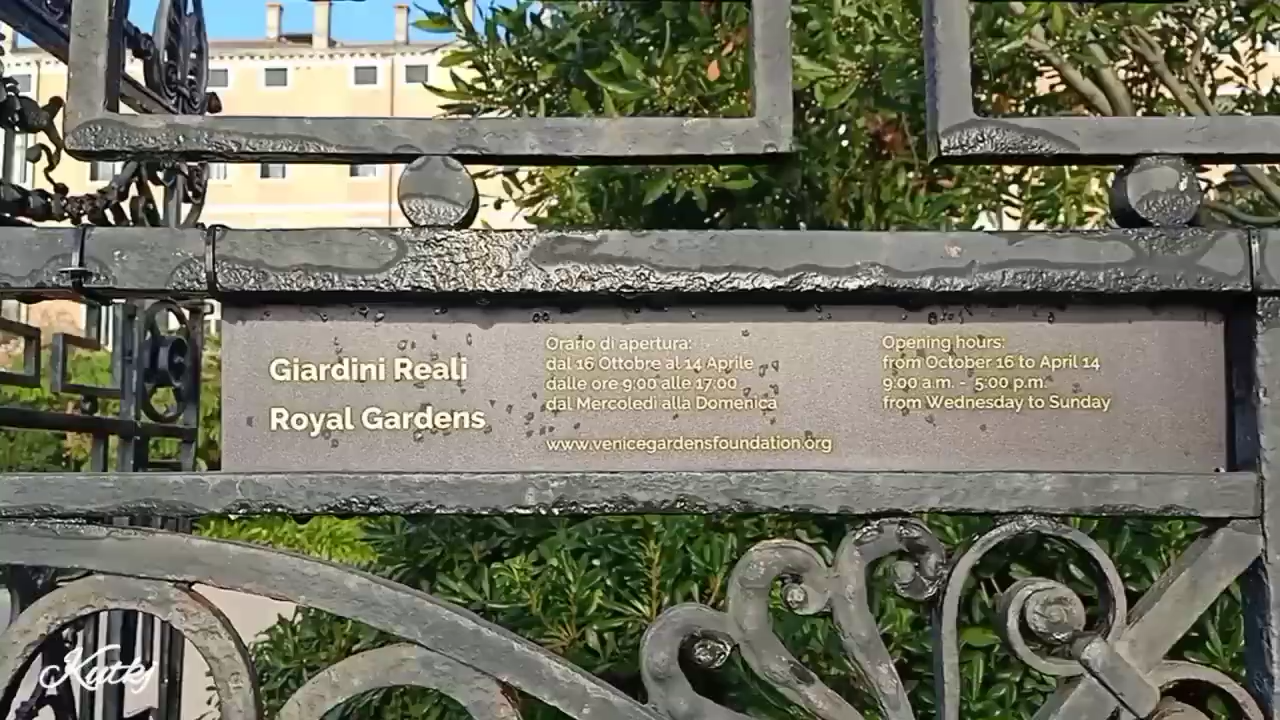 Giardini Reali
Royal Gardens
Orario di apertura:
dal 16 Ottobre al 14 Aprile
dalle ore 9:00 alle 17:00
dal Mercoledì alla Domenica
www.venicegardensfoundation.org
Opening hours:
from October 16 to April 14
9:00 a.m. - 5:00 p.m.
from Wednesday to Sunday